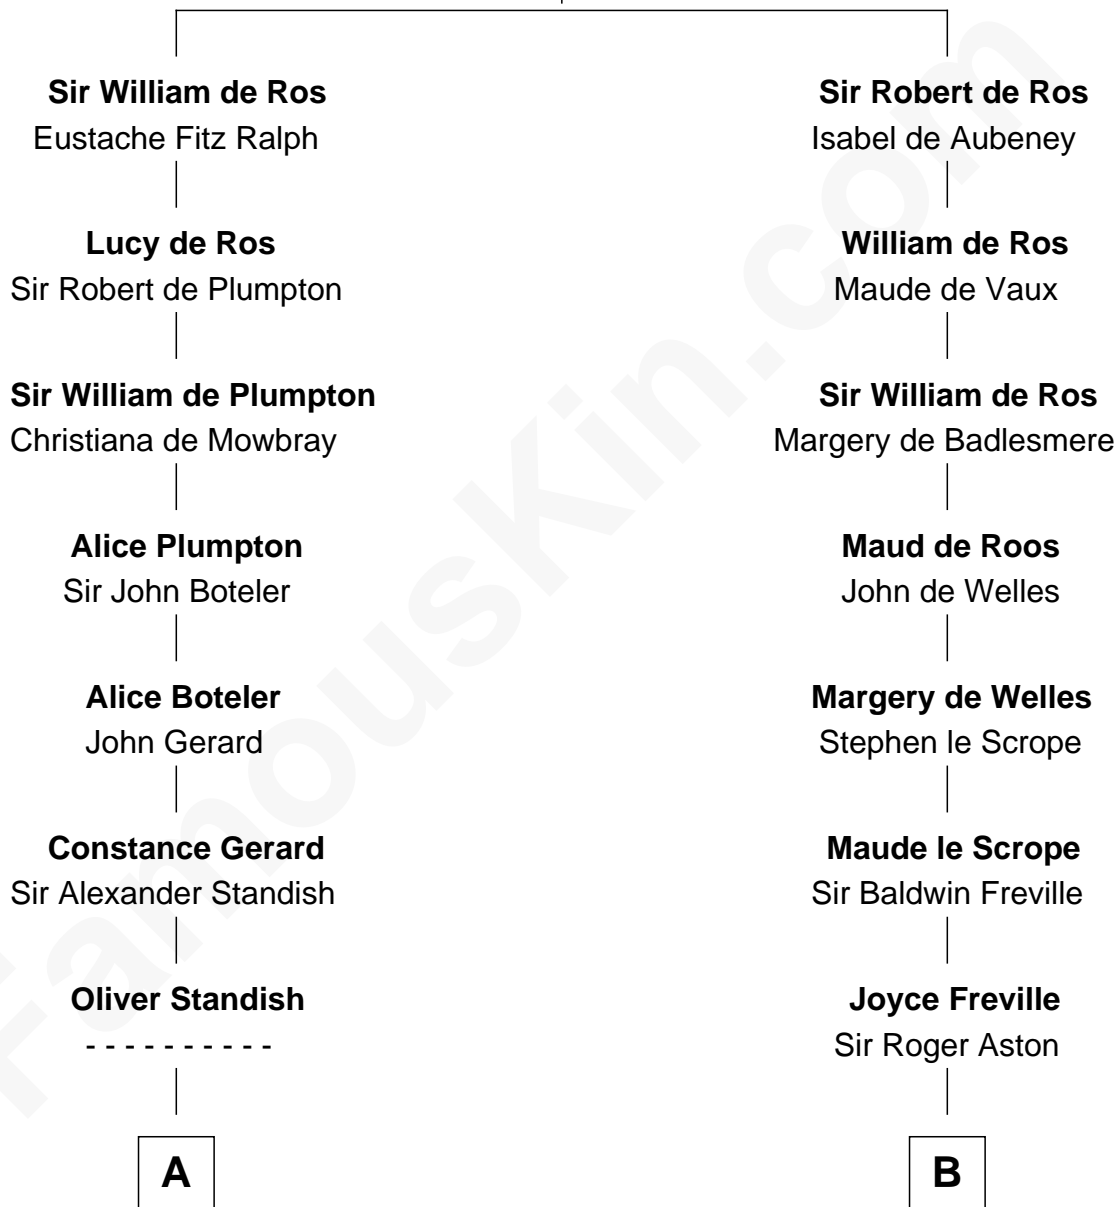 Sir William de Ros
Eustache Fitz Ralph
Lucy de Ros
Sir Robert de Plumpton
Sir William de Plumpton
Christiana de Mowbray
Alice Plumpton
Sir John Boteler
Alice Boteler
John Gerard
Constance Gerard
Sir Alexander Standish
Oliver Standish
- - - - - - - - - -
A
Sir Robert de Ros
Isabel de Aubeney
William de Ros
Maude de Vaux
Sir William de Ros
Margery de Badlesmere
Maud de Roos
John de Welles
Margery de Welles
Stephen le Scrope
Maude le Scrope
Sir Baldwin Freville
Joyce Freville
Sir Roger Aston
B
FamousKin.com